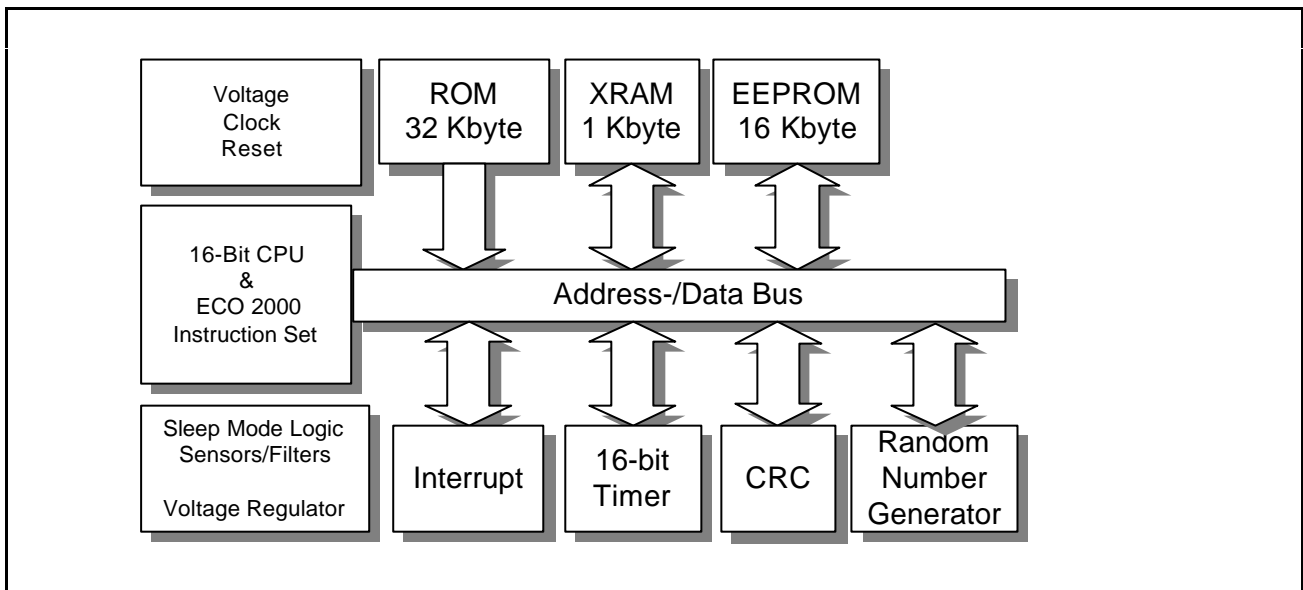 Voltage
Clock
Reset
ROM
32 Kbyte
XRAM
1 Kbyte
EEPROM
16 Kbyte
16-Bit CPU
&
ECO 2000
Instruction Set
Address-/Data Bus
Sleep Mode Logic
Sensors/Filters
Voltage Regulator
Interrupt
16-bit
Timer
CRC
Random
Number
Generator